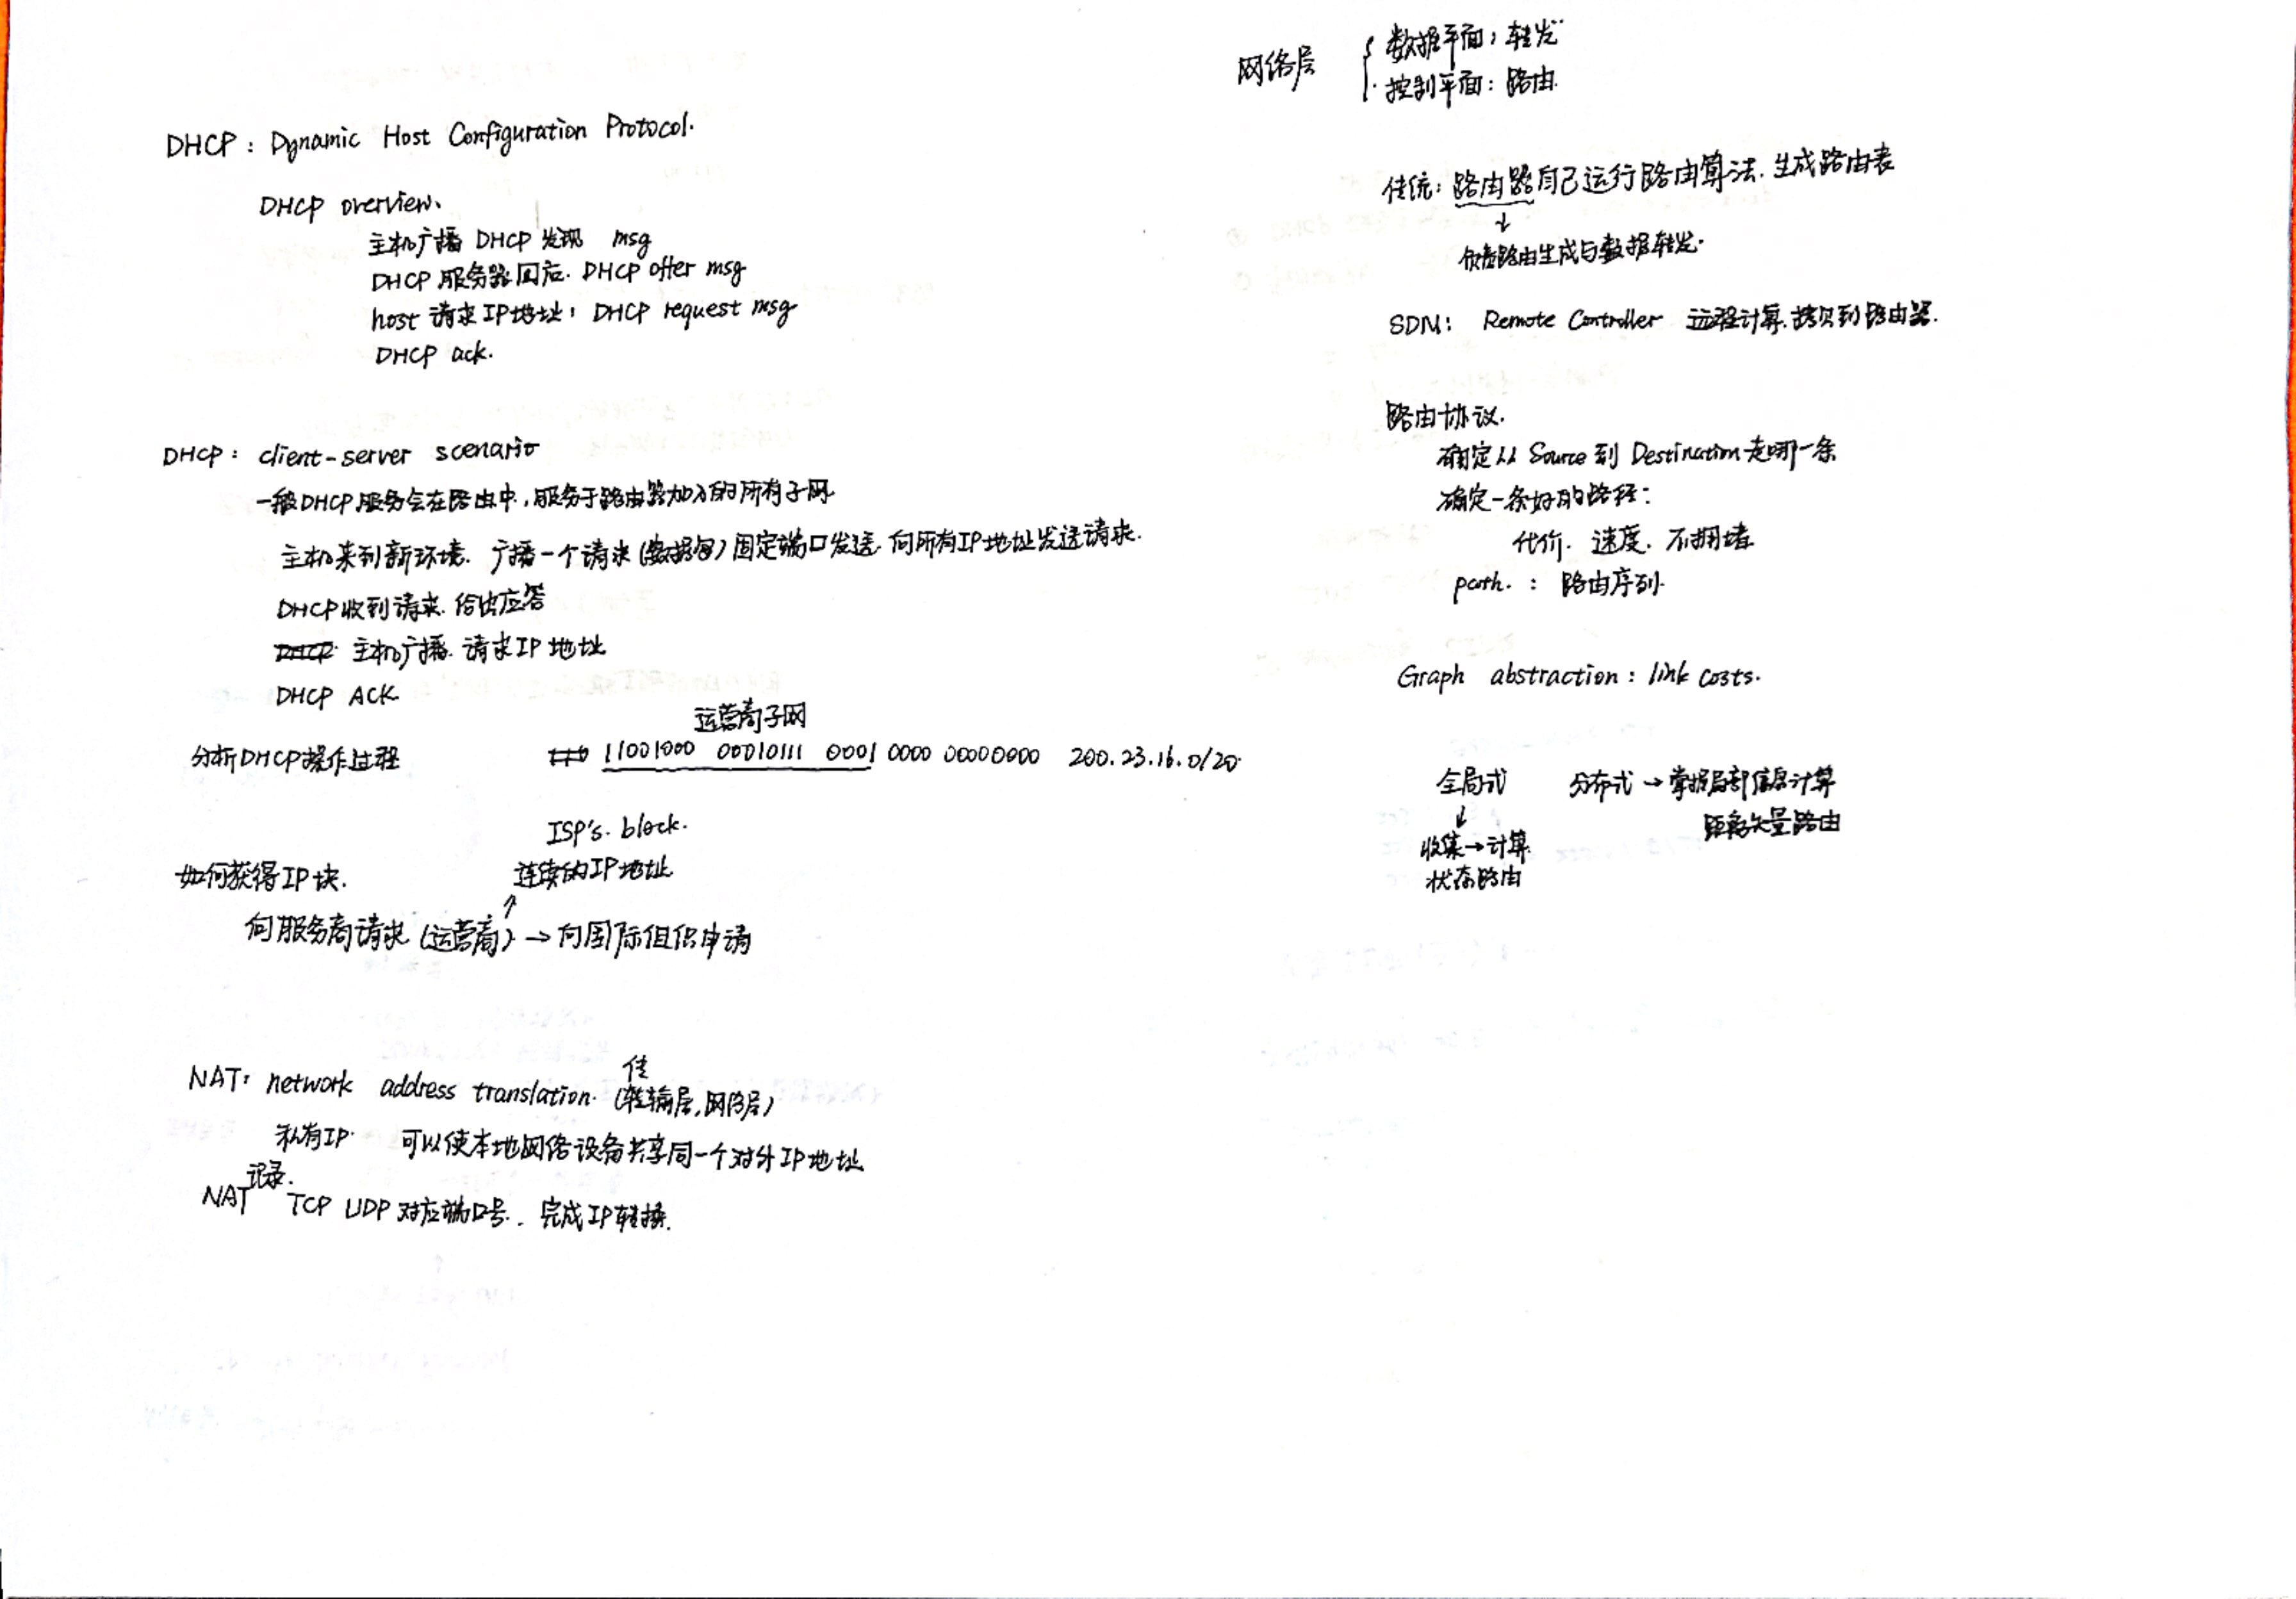 DHCP: Dynamic Host Configuration Protocol.
DHCP overview.
主机广播 DHCP 发现 msg
DHCP 服务器回应. DHCP offer msg
host 请求IP地址: DHCP request msg
DHCP ack.
DHCP: client-server scenario
一般DHCP服务会在路由中,服务于路由器加入的所有子网
主机来到新环境. 广播一个请求(数据包)固定端口发送. 向所有IP地址发送请求.
DHCP收到请求. 给出应答
主机广播. 请求IP地址
DHCP ACK
运营商子网
分析DHCP操作过程 11001000 00010111 0001 0000 00000000 200.23.16.0/20
ISP's. block.
如何获得IP块. 连续的IP地址
向服务商请求(运营商) → 向国际组织申请
NAT: network address translation. (传输层,网络层)
私有IP. 可以使本地网络设备共享同一个对外IP地址
NAT记录. TCP UDP 对应端口号. 完成IP转换.
网络层
数据平面: 转发
控制平面: 路由.
传统: 路由器自己运行路由算法. 生成路由表
↓
负责路由生成与数据转发.
SDN: Remote Controller 远程计算.拷贝到路由器.
路由协议.
确定从 Source 到 Destination 走哪一条
确定一条好的路径:
代价. 速度. 不拥堵
path. : 路由序列.
Graph abstraction: link costs.
全局式 分布式 → 掌握局部信息计算
↓ 距离矢量路由
收集→计算.
状态路由